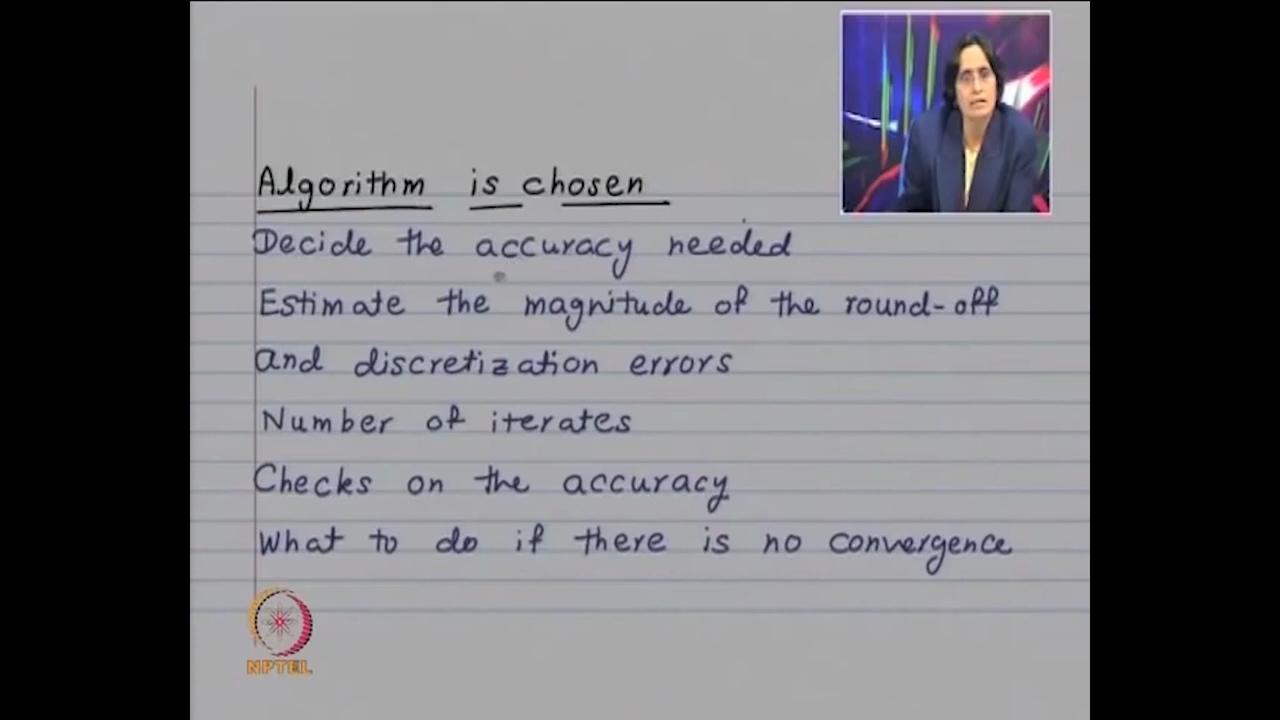 Algorithm is chosen
Decide the accuracy needed
Estimate the magnitude of the round-off
and discretization errors
Number of iterates
Checks on the accuracy
What to do if there is no convergence
NPTEL